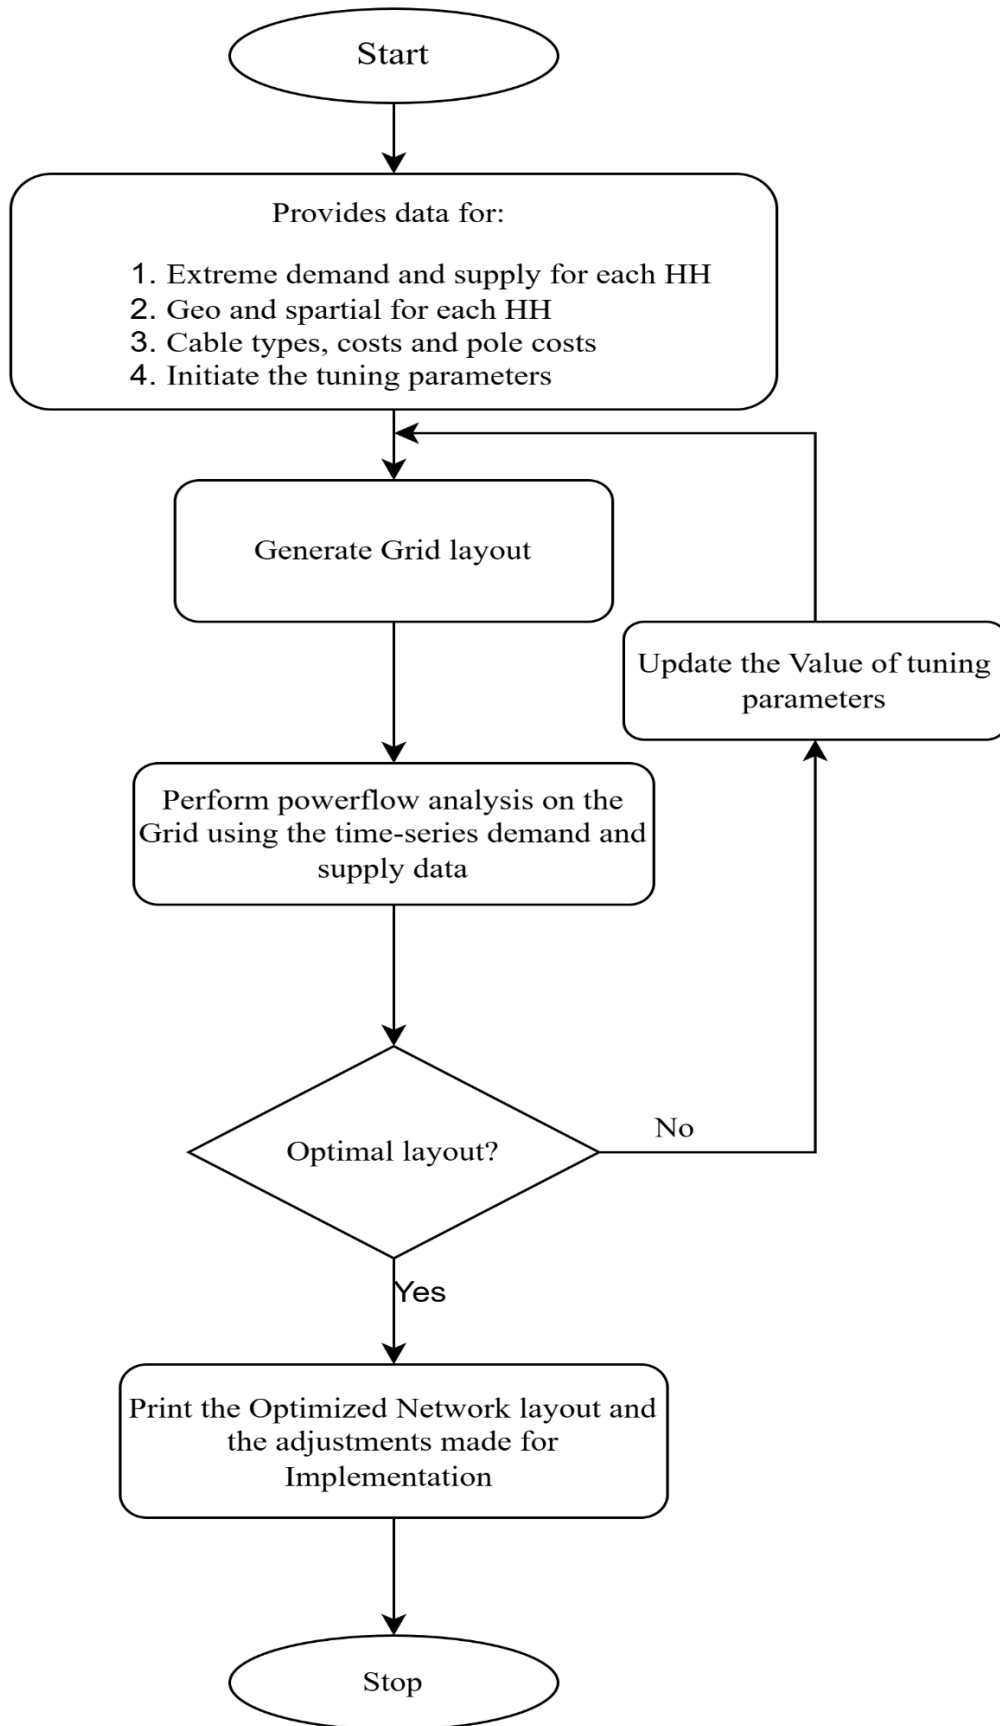 Start
Provides data for:
1. Extreme demand and supply for each HH
2. Geo and spartial for each HH
3. Cable types, costs and pole costs
4. Initiate the tuning parameters
Generate Grid layout
Update the Value of tuning
parameters
Perform powerflow analysis on the
Grid using the time-series demand and
supply data
Optimal layout?
No
Yes
Print the Optimized Network layout and
the adjustments made for
Implementation
Stop